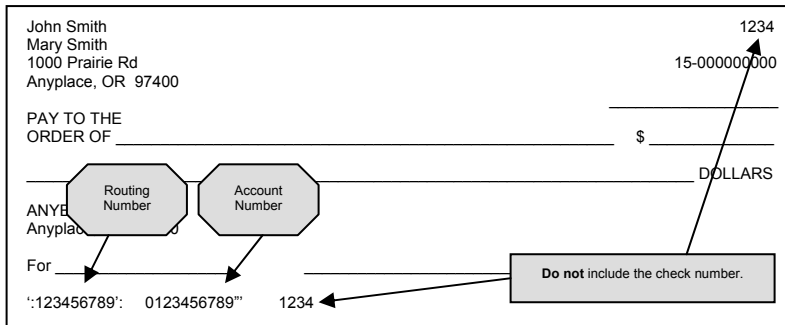 John Smith 1234
Mary Smith
1000 Prairie Rd 15-000000000
Anyplace, OR 97400
PAY TO THE
ORDER OF $
DOLLARS
Routing
Number
Account
Number
For
Do not include the check number.
':123456789': 0123456789"' 1234